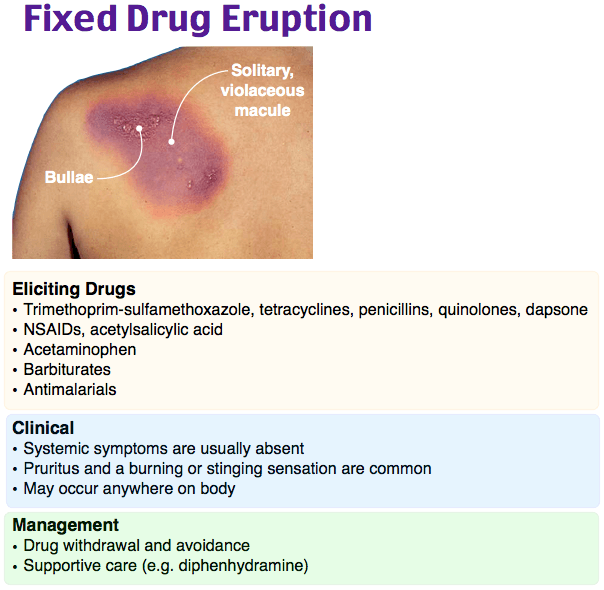 Fixed Drug Eruption
Solitary,
violaceous
macule
Bullae
Eliciting Drugs
• Trimethoprim-sulfamethoxazole, tetracyclines, penicillins, quinolones, dapsone
• NSAIDs, acetylsalicylic acid
• Acetaminophen
• Barbiturates
• Antimalarials
Clinical
• Systemic symptoms are usually absent
• Pruritus and a burning or stinging sensation are common
• May occur anywhere on body
Management
• Drug withdrawal and avoidance
• Supportive care (e.g. diphenhydramine)